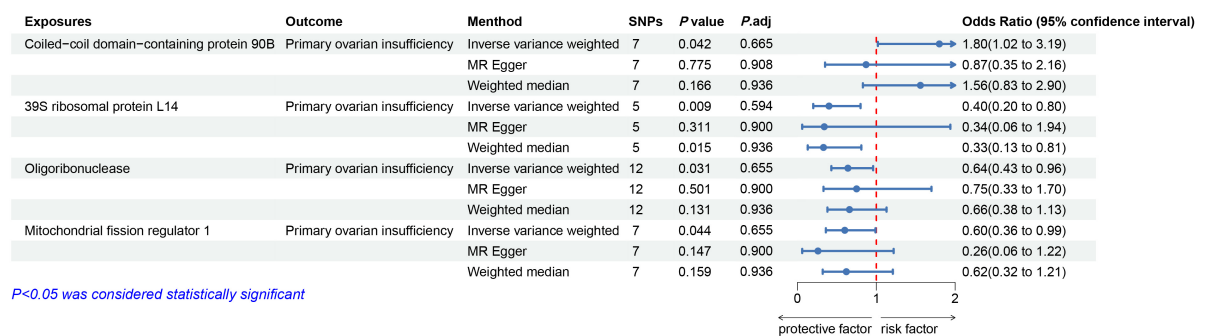 Exposures Outcome Menthod SNPs P value P.adj Odds Ratio (95% confidence interval)
Coiled−coil domain−containing protein 90B Primary ovarian insufficiency Inverse variance weighted 7 0.042 0.665 1.80(1.02 to 3.19)
MR Egger 7 0.775 0.908 0.87(0.35 to 2.16)
Weighted median 7 0.166 0.936 1.56(0.83 to 2.90)
39S ribosomal protein L14 Primary ovarian insufficiency Inverse variance weighted 5 0.009 0.594 0.40(0.20 to 0.80)
MR Egger 5 0.311 0.900 0.34(0.06 to 1.94)
Weighted median 5 0.015 0.936 0.33(0.13 to 0.81)
Oligoribonuclease Primary ovarian insufficiency Inverse variance weighted 12 0.031 0.655 0.64(0.43 to 0.96)
MR Egger 12 0.501 0.900 0.75(0.33 to 1.70)
Weighted median 12 0.131 0.936 0.66(0.38 to 1.13)
Mitochondrial fission regulator 1 Primary ovarian insufficiency Inverse variance weighted 7 0.044 0.655 0.60(0.36 to 0.99)
MR Egger 7 0.147 0.900 0.26(0.06 to 1.22)
Weighted median 7 0.159 0.936 0.62(0.32 to 1.21)
P<0.05 was considered statistically significant
0 1 2
protective factor risk factor